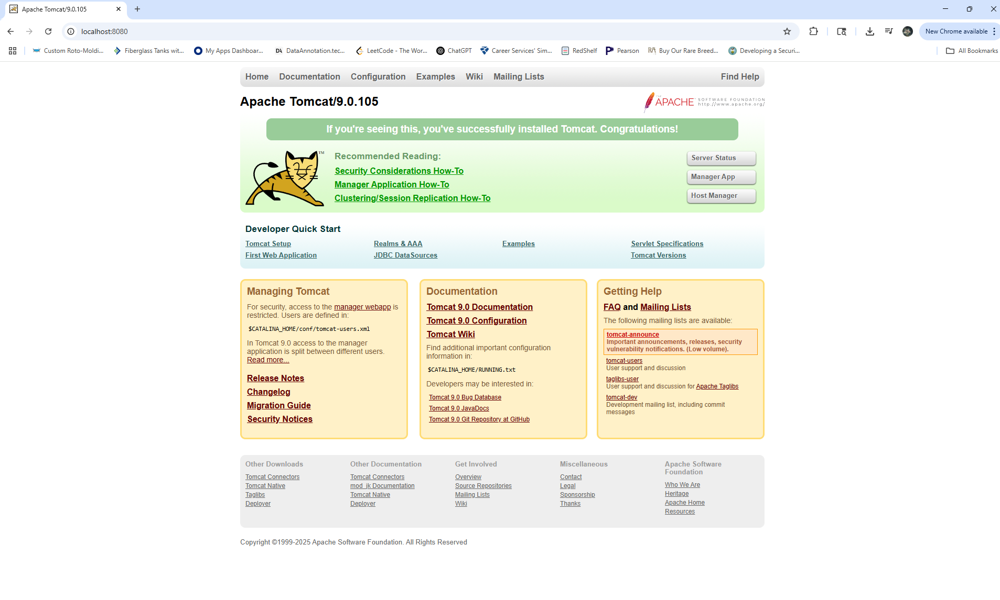 Apache Tomcat/9.0.105
localhost:8080
New Chrome available
Custom Roto-Moldi...
Fiberglass Tanks wit...
My Apps Dashboar...
DA DataAnnotation.tec...
LeetCode - The Wor...
ChatGPT
Career Services' Sim...
RedShelf
Pearson
RA Buy Our Rare Breed...
Developing a Securi...
All Bookmarks
Home Documentation Configuration Examples Wiki Mailing Lists Find Help
Apache Tomcat/9.0.105
THE APACHE SOFTWARE FOUNDATION
http://www.apache.org/
If you're seeing this, you've successfully installed Tomcat. Congratulations!
TM
Recommended Reading:
Security Considerations How-To
Manager Application How-To
Clustering/Session Replication How-To
Server Status
Manager App
Host Manager
Developer Quick Start
Tomcat Setup
First Web Application
Realms & AAA
JDBC DataSources
Examples
Servlet Specifications
Tomcat Versions
Managing Tomcat
For security, access to the manager webapp is
restricted. Users are defined in:
$CATALINA_HOME/conf/tomcat-users.xml
In Tomcat 9.0 access to the manager
application is split between different users.
Read more...
Release Notes
Changelog
Migration Guide
Security Notices
Documentation
Tomcat 9.0 Documentation
Tomcat 9.0 Configuration
Tomcat Wiki
Find additional important configuration
information in:
$CATALINA_HOME/RUNNING.txt
Developers may be interested in:
Tomcat 9.0 Bug Database
Tomcat 9.0 JavaDocs
Tomcat 9.0 Git Repository at GitHub
Getting Help
FAQ and Mailing Lists
The following mailing lists are available:
tomcat-announce
Important announcements, releases, security
vulnerability notifications. (Low volume).
tomcat-users
User support and discussion
taglibs-user
User support and discussion for Apache Taglibs
tomcat-dev
Development mailing list, including commit
messages
Other Downloads
Tomcat Connectors
Tomcat Native
Taglibs
Deployer
Other Documentation
Tomcat Connectors
mod_jk Documentation
Tomcat Native
Deployer
Get Involved
Overview
Source Repositories
Mailing Lists
Wiki
Miscellaneous
Contact
Legal
Sponsorship
Thanks
Apache Software
Foundation
Who We Are
Heritage
Apache Home
Resources
Copyright ©1999-2025 Apache Software Foundation. All Rights Reserved